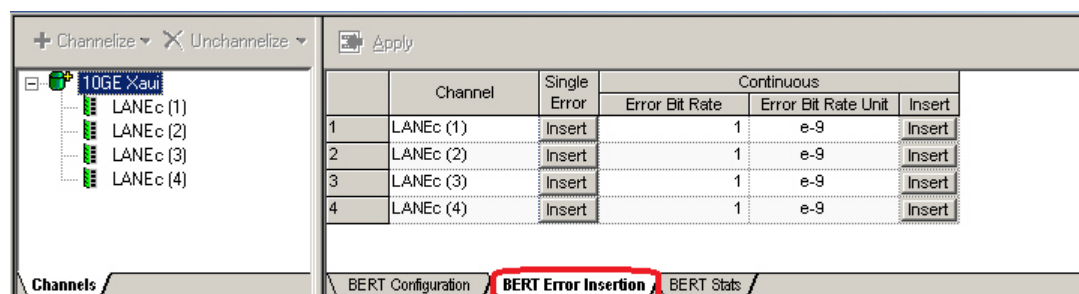 Channelize Unchannelize
10GE Xaui
LANEc (1)
LANEc (2)
LANEc (3)
LANEc (4)
Channels
Apply
Channel Single Error Continuous
Error Bit Rate Error Bit Rate Unit Insert
1 LANEc (1) Insert 1 e-9 Insert
2 LANEc (2) Insert 1 e-9 Insert
3 LANEc (3) Insert 1 e-9 Insert
4 LANEc (4) Insert 1 e-9 Insert
BERT Configuration BERT Error Insertion BERT Stats